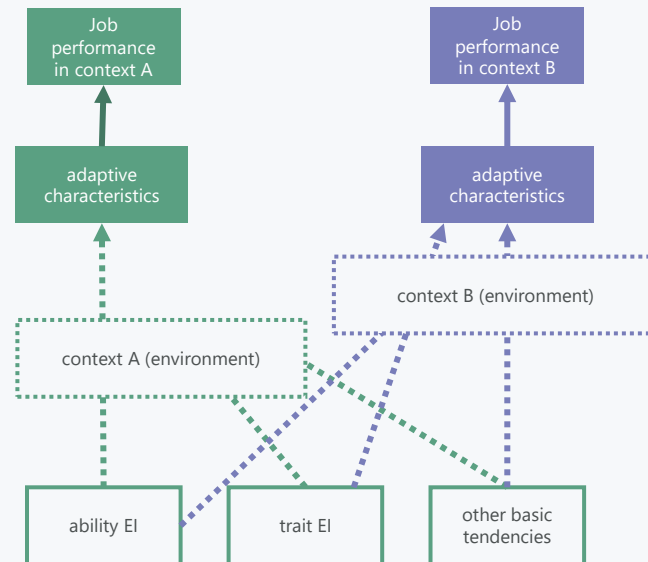 Job
performance
in context A
Job
performance
in context B
adaptive
characteristics
adaptive
characteristics
context B (environment)
context A (environment)
ability EI
trait EI
other basic
tendencies